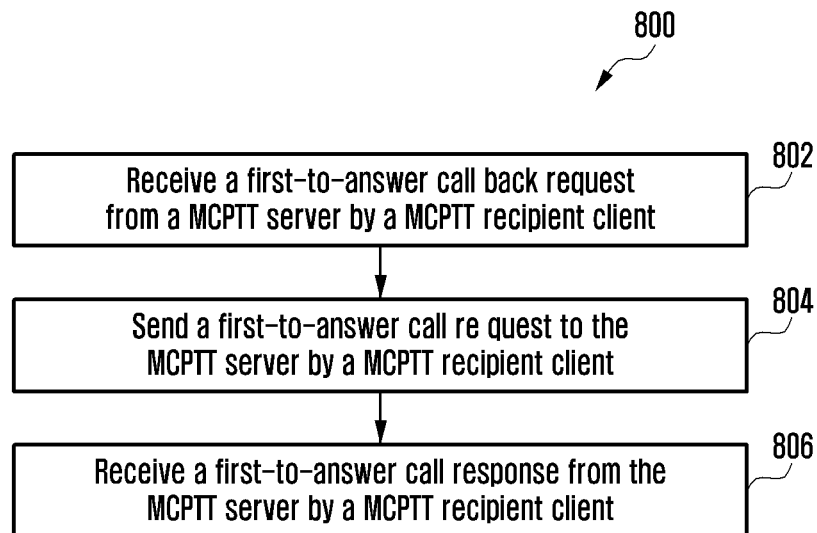 800
802
Receive a first-to-answer call back request
from a MCPTT server by a MCPTT recipient client
804
Send a first-to-answer call re quest to the
MCPTT server by a MCPTT recipient client
806
Receive a first-to-answer call response from the
MCPTT server by a MCPTT recipient client